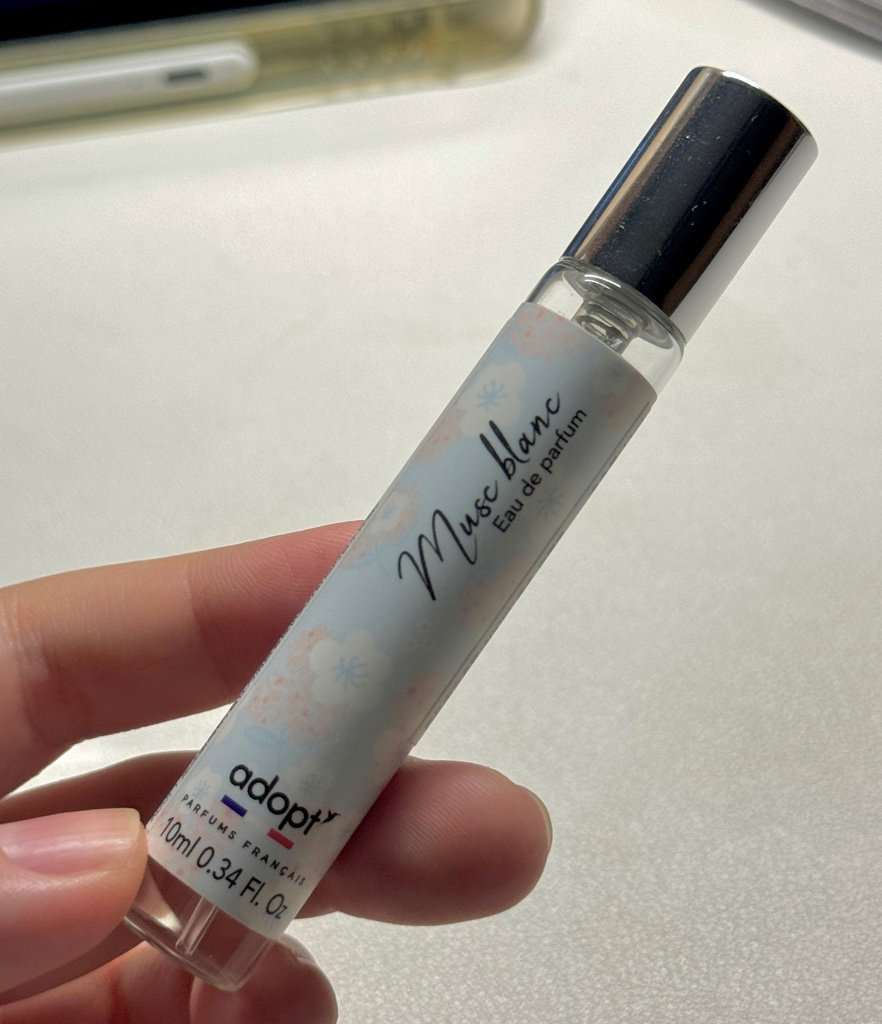 Musc blanc
Eau de parfum
adopt'
PARFUMS FRANÇAIS
10ml 0.34 Fl. Oz